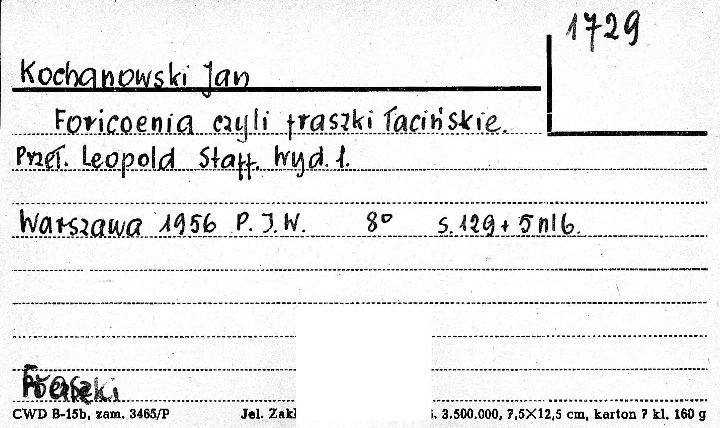 1729
Kochanowski Jan
Foricoenia czyli fraszki łacińskie.
Przeł. Leopold Staff. Wyd. 1.
Warszawa 1956 P. J. W. 8° s. 129 + 5 nlb.
CWD B-15b, zam. 3465/P Jel. Zakł . 3.500.000, 7,5×12,5 cm, karton 7 kl. 160 g